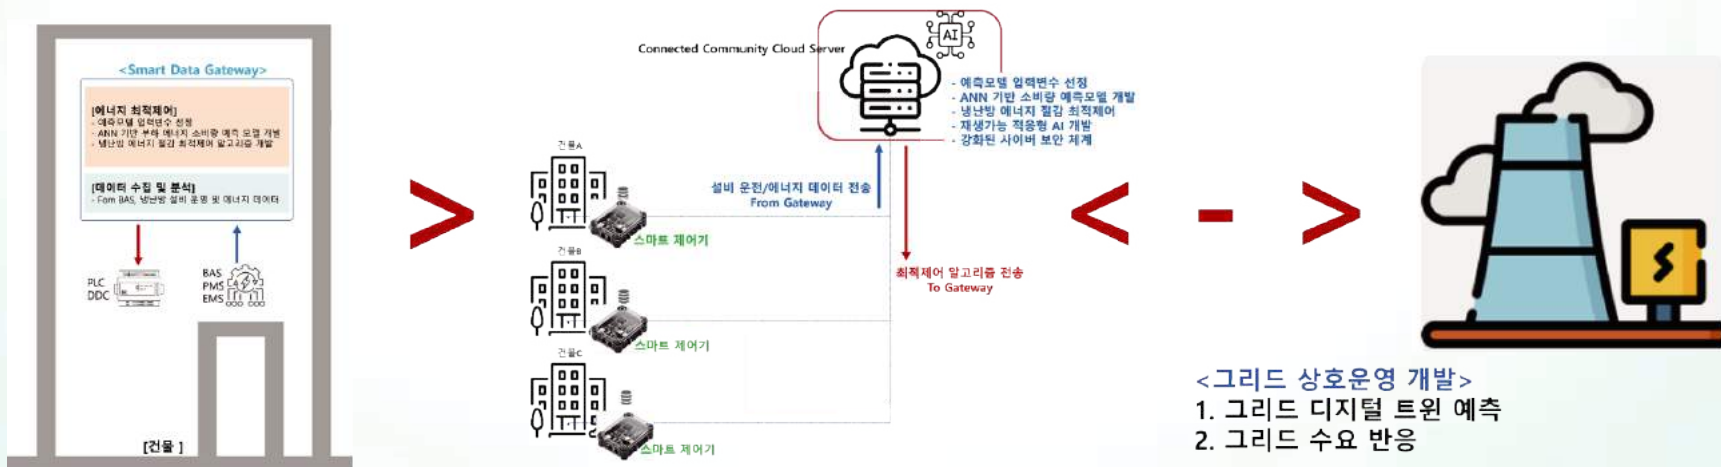 <Smart Data Gateway>
[에너지 최적제어]
- 예측모델 입력변수 선정
- ANN 기반 부하 에너지 소비량 예측 모델 개발
- 냉난방 에너지 절감 최적제어 알고리즘 개발
[데이터 수집 및 분석]
- Fom BAS, 냉난방 설비 운영 및 에너지 데이터
PLC
DDC
BAS
PMS
EMS
[건물 ]
>
Connected Community Cloud Server
AI
- 예측모델 입력변수 선정
- ANN 기반 소비량 예측모델 개발
- 냉난방 에너지 절감 최적제어
- 재생가능 적응형 AI 개발
- 강화된 사이버 보안 체계
건물A
스마트 제어기
설비 운전/에너지 데이터 전송
From Gateway
건물B
스마트 제어기
최적제어 알고리즘 전송
To Gateway
건물C
스마트 제어기
< - >
<그리드 상호운영 개발>
1. 그리드 디지털 트윈 예측
2. 그리드 수요 반응